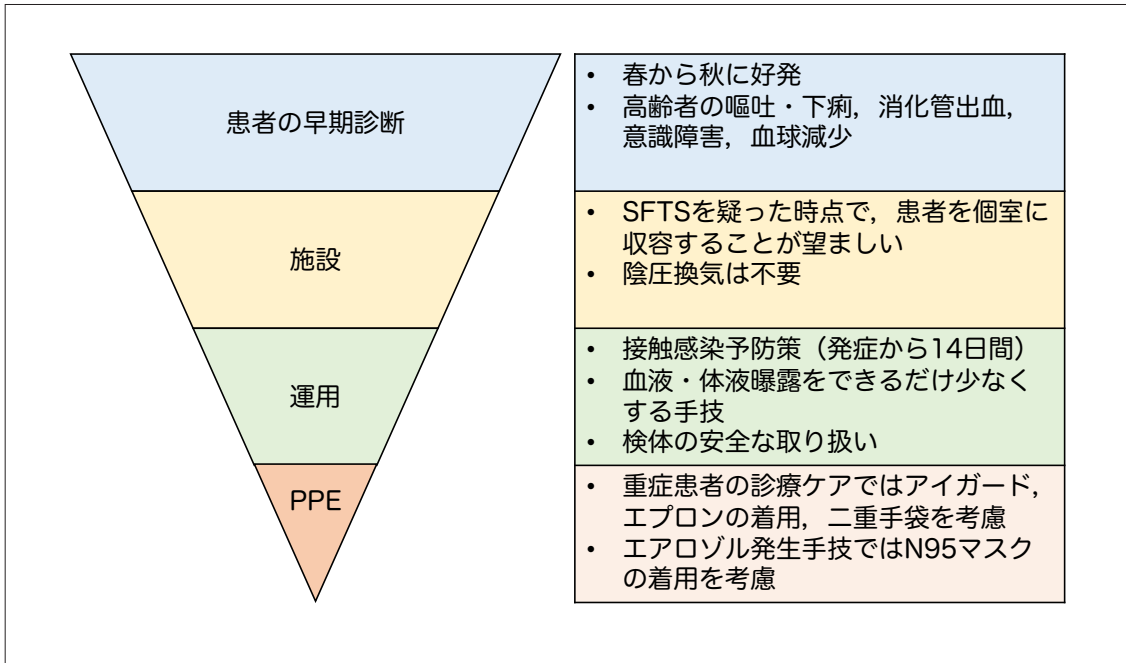 患者の早期診断
• 春から秋に好発
• 高齢者の嘔吐・下痢，消化管出血，
意識障害，血球減少
施設
• SFTSを疑った時点で，患者を個室に
収容することが望ましい
• 陰圧換気は不要
運用
• 接触感染予防策（発症から14日間）
• 血液・体液曝露をできるだけ少なく
する手技
• 検体の安全な取り扱い
PPE
• 重症患者の診療ケアではアイガード，
エプロンの着用，二重手袋を考慮
• エアロゾル発生手技ではN95マスク
の着用を考慮